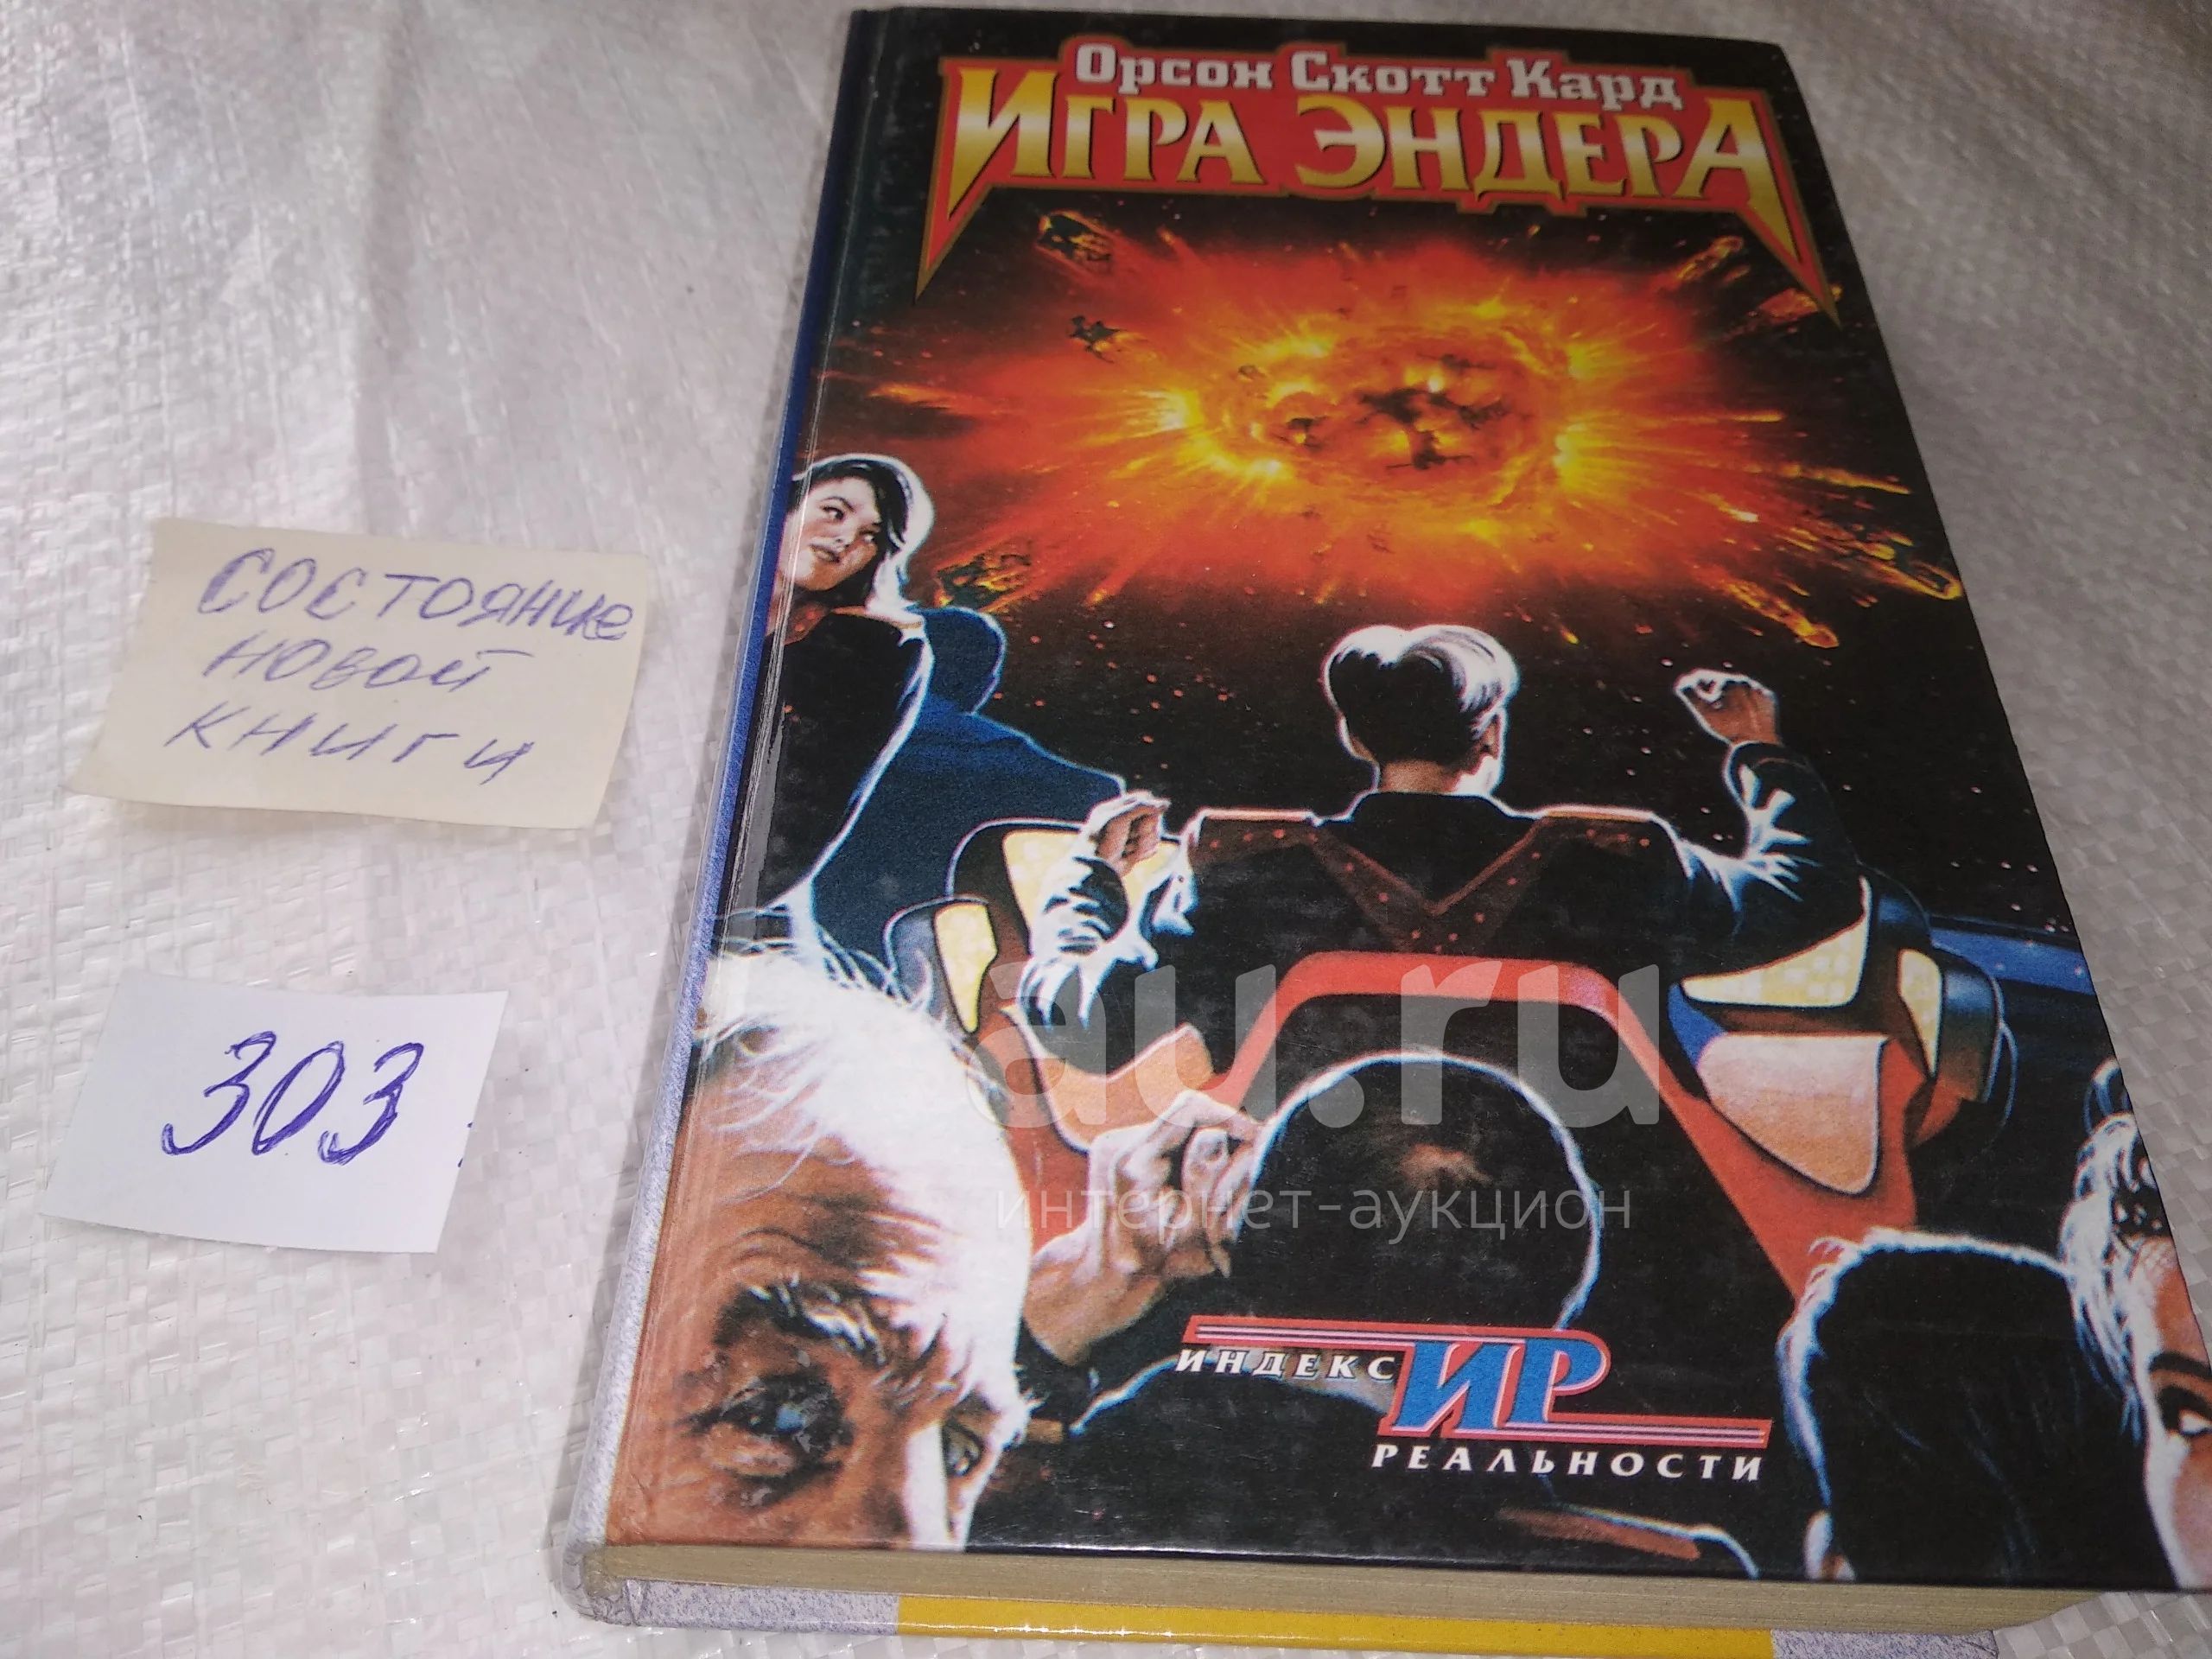 Орсон Скотт Кард
ИГРА ЭНДЕРА
СОСТОЯНИЕ
НОВОЙ
КНИГИ
303
au.ru
интернет-аукцион
ИНДЕКС ИР
РЕАЛЬНОСТИ